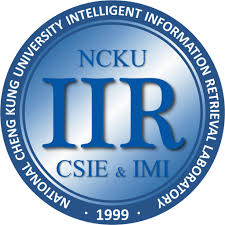 NATIONAL CHENG KUNG UNIVERSITY INTELLIGENT INFORMATION RETRIEVAL LABORATORY
NCKU
IIR
CSIE & IMI
· 1999 ·